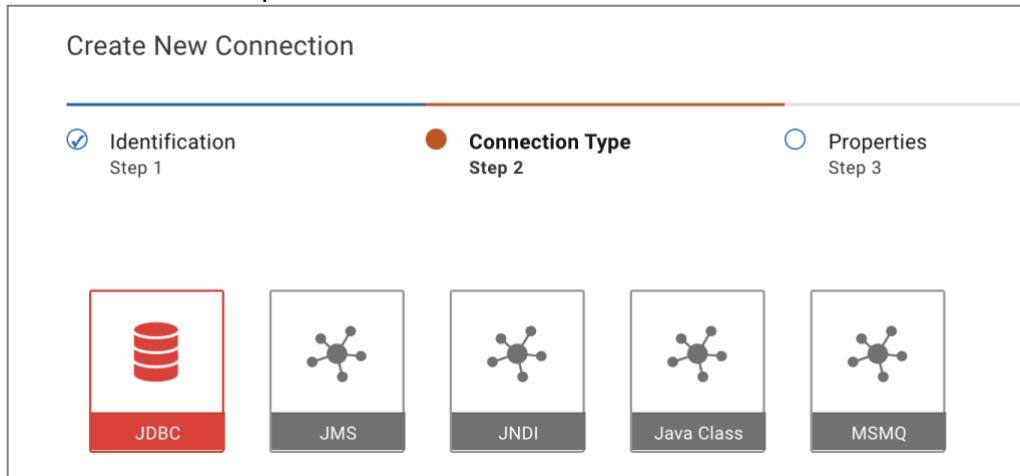 Create New Connection
Identification
Step 1
Connection Type
Step 2
Properties
Step 3
JDBC
JMS
JNDI
Java Class
MSMQ